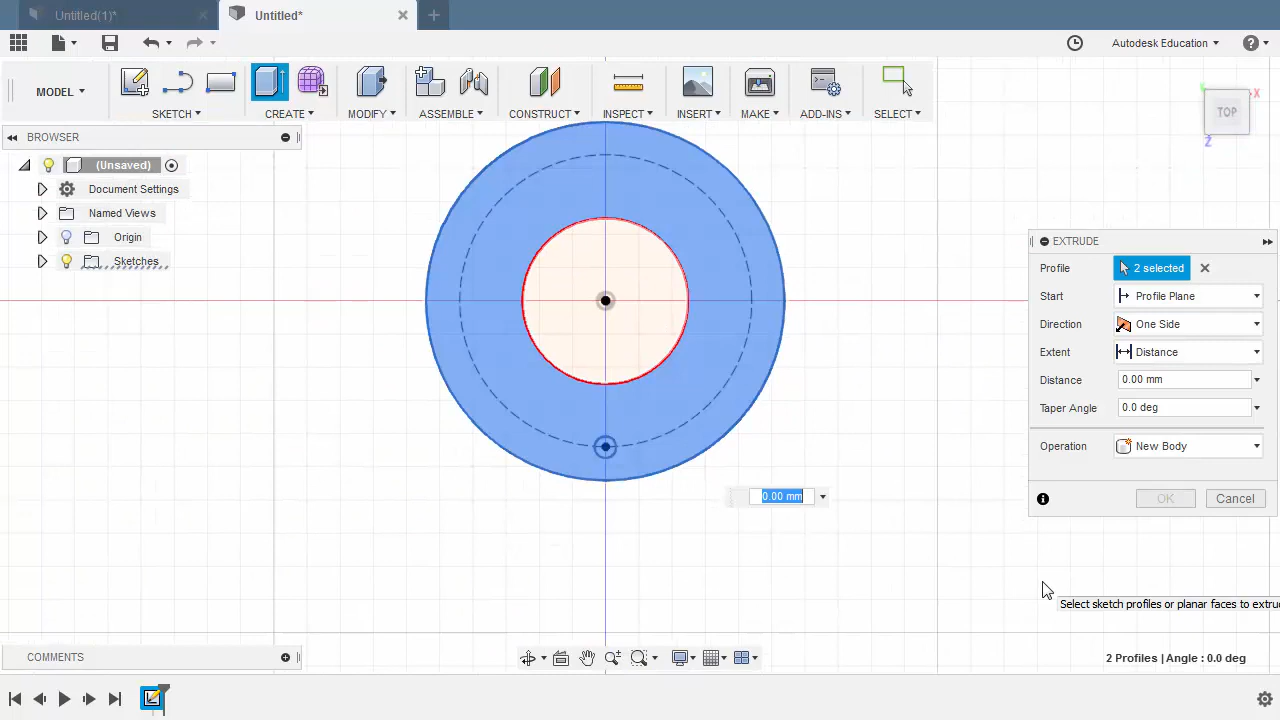 Untitled(1)* Untitled*
Autodesk Education
MODEL SKETCH CREATE MODIFY ASSEMBLE CONSTRUCT INSPECT INSERT MAKE ADD-INS SELECT
BROWSER
(Unsaved)
Document Settings
Named Views
Origin
Sketches
X
Y
TOP
Z
EXTRUDE
Profile 2 selected
Start Profile Plane
Direction One Side
Extent Distance
Distance 0.00 mm
Taper Angle 0.0 deg
Operation New Body
OK Cancel
0.00 mm
Select sketch profiles or planar faces to extru
COMMENTS
2 Profiles | Angle : 0.0 deg